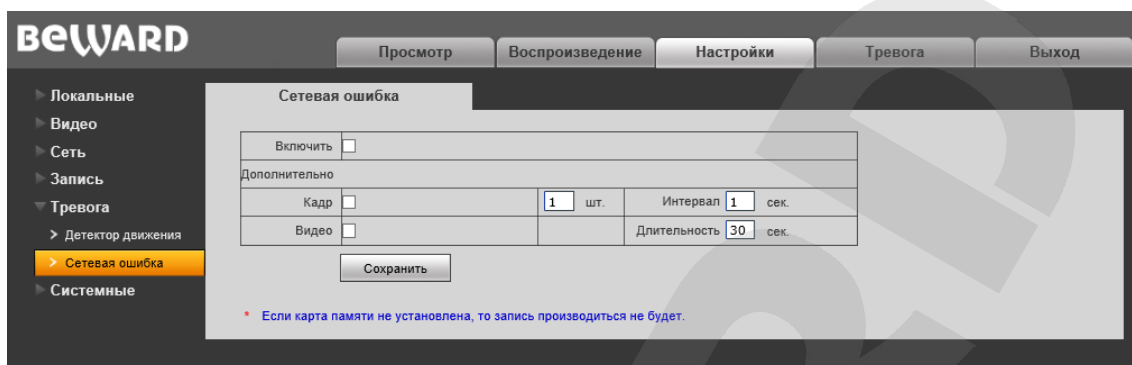 BEWARD
Просмотр Воспроизведение Настройки Тревога Выход
Локальные
Видео
Сеть
Запись
Тревога
Детектор движения
Сетевая ошибка
Системные
Сетевая ошибка
Включить
Дополнительно
Кадр 1 шт. Интервал 1 сек.
Видео Длительность 30 сек.
Сохранить
* Если карта памяти не установлена, то запись производиться не будет.